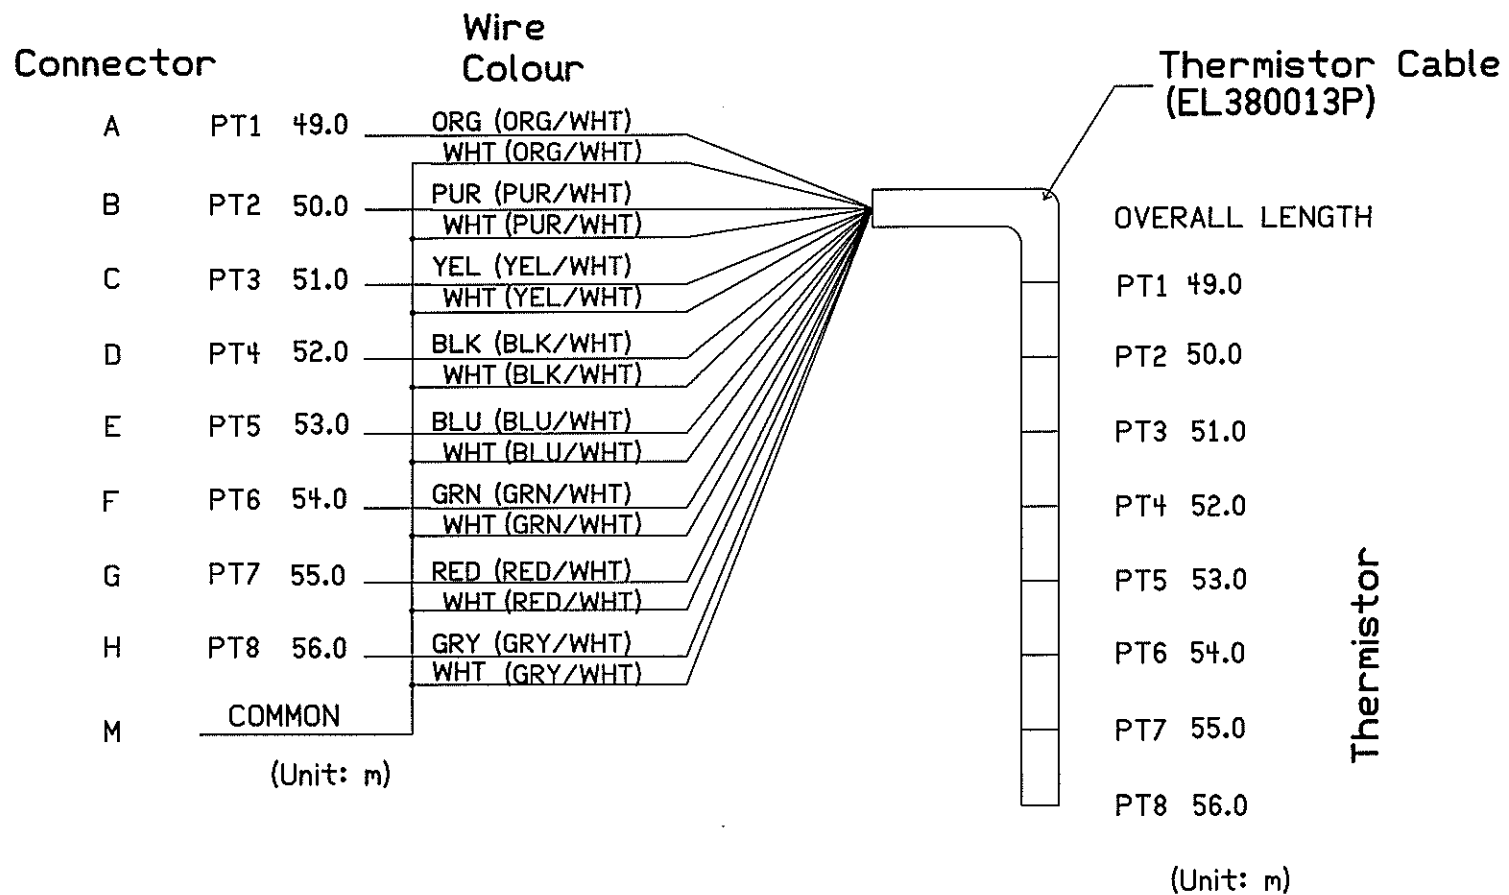 Connector
Wire
Colour
Thermistor Cable
(EL380013P)
A PT1 49.0 ORG (ORG/WHT)
WHT (ORG/WHT)
B PT2 50.0 PUR (PUR/WHT)
WHT (PUR/WHT)
C PT3 51.0 YEL (YEL/WHT)
WHT (YEL/WHT)
D PT4 52.0 BLK (BLK/WHT)
WHT (BLK/WHT)
E PT5 53.0 BLU (BLU/WHT)
WHT (BLU/WHT)
F PT6 54.0 GRN (GRN/WHT)
WHT (GRN/WHT)
G PT7 55.0 RED (RED/WHT)
WHT (RED/WHT)
H PT8 56.0 GRY (GRY/WHT)
WHT (GRY/WHT)
M COMMON
(Unit: m)
OVERALL LENGTH
PT1 49.0
PT2 50.0
PT3 51.0
PT4 52.0
PT5 53.0
PT6 54.0
PT7 55.0
PT8 56.0
Thermistor
(Unit: m)